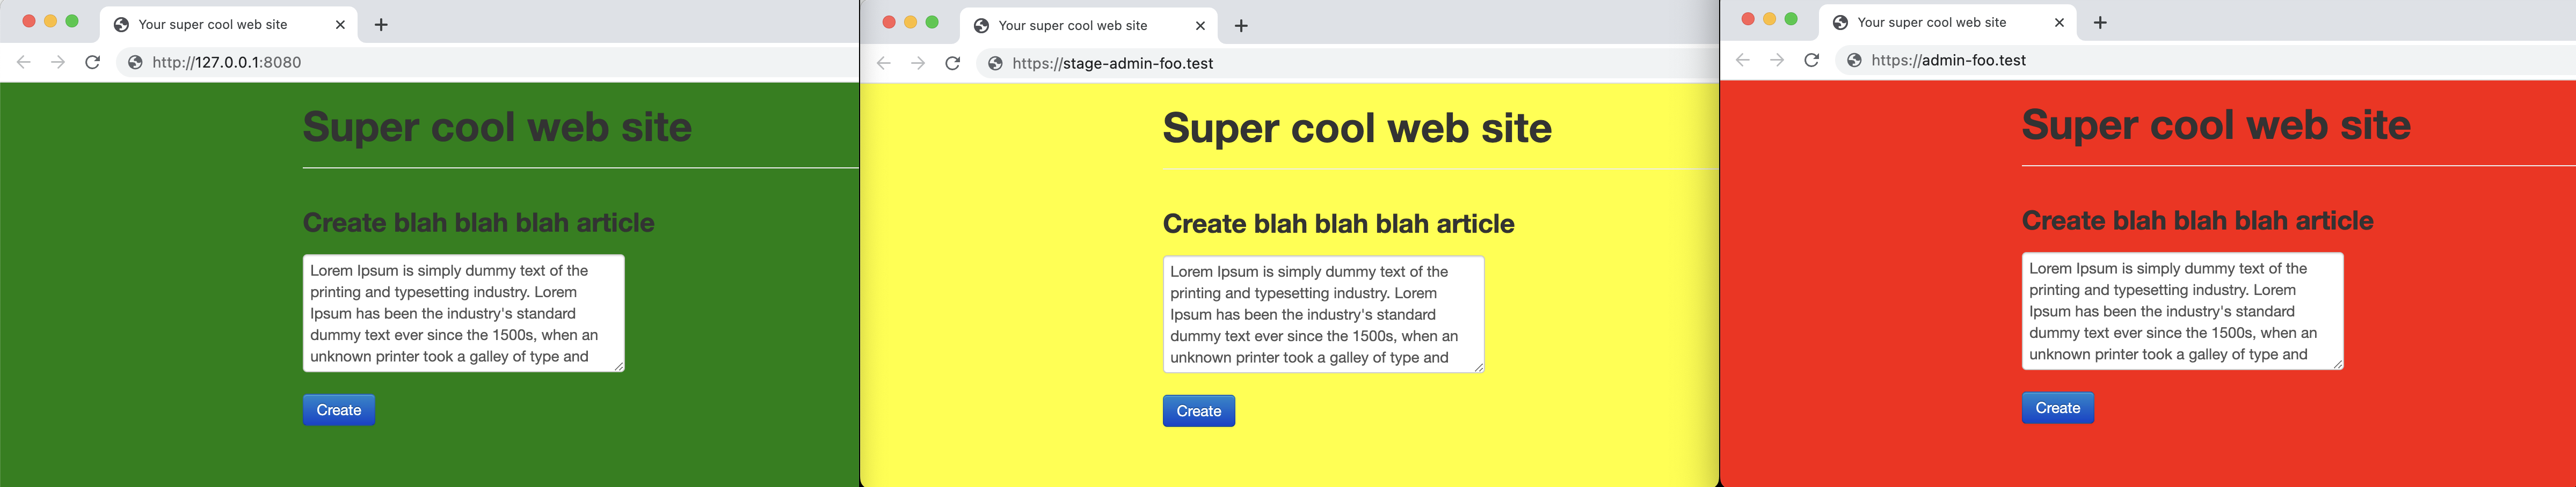 Your super cool web site
http://127.0.0.1:8080
Super cool web site
Create blah blah blah article
Lorem Ipsum is simply dummy text of the
printing and typesetting industry. Lorem
Ipsum has been the industry's standard
dummy text ever since the 1500s, when an
unknown printer took a galley of type and
Create
Your super cool web site
https://stage-admin-foo.test
Super cool web site
Create blah blah blah article
Lorem Ipsum is simply dummy text of the
printing and typesetting industry. Lorem
Ipsum has been the industry's standard
dummy text ever since the 1500s, when an
unknown printer took a galley of type and
Create
Your super cool web site
https://admin-foo.test
Super cool web site
Create blah blah blah article
Lorem Ipsum is simply dummy text of the
printing and typesetting industry. Lorem
Ipsum has been the industry's standard
dummy text ever since the 1500s, when an
unknown printer took a galley of type and
Create